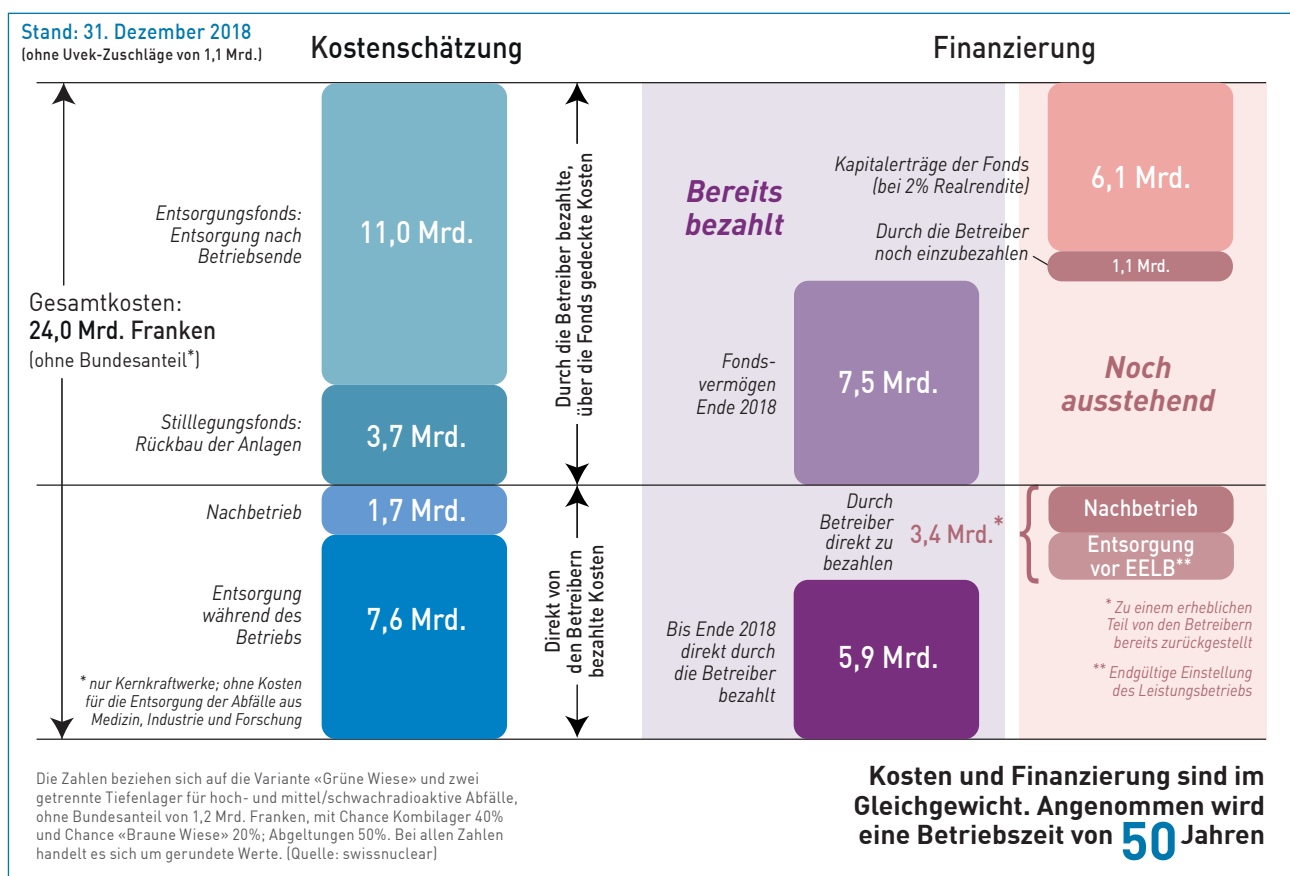 Stand: 31. Dezember 2018
(ohne Uvek-Zuschläge von 1,1 Mrd.)
Kostenschätzung
Finanzierung
Gesamtkosten:
24,0 Mrd. Franken
(ohne Bundesanteil*)
Entsorgungsfonds:
Entsorgung nach
Betriebsende
11,0 Mrd.
Stilllegungsfonds:
Rückbau der Anlagen
3,7 Mrd.
Nachbetrieb
1,7 Mrd.
Entsorgung
während des
Betriebs
7,6 Mrd.
* nur Kernkraftwerke; ohne Kosten
für die Entsorgung der Abfälle aus
Medizin, Industrie und Forschung
Durch die Betreiber bezahlte,
über die Fonds gedeckte Kosten
Direkt von
den Betreibern
bezahlte Kosten
Bereits
bezahlt
Kapitalerträge der Fonds
(bei 2% Realrendite)
6,1 Mrd.
Durch die Betreiber
noch einzubezahlen
1,1 Mrd.
Fonds-
vermögen
Ende 2018
7,5 Mrd.
Noch
ausstehend
Durch
Betreiber
direkt zu
bezahlen
3,4 Mrd.*
Nachbetrieb
Entsorgung
vor EELB**
Bis Ende 2018
direkt durch
die Betreiber
bezahlt
5,9 Mrd.
* Zu einem erheblichen
Teil von den Betreibern
bereits zurückgestellt
** Endgültige Einstellung
des Leistungsbetriebs
Die Zahlen beziehen sich auf die Variante «Grüne Wiese» und zwei
getrennte Tiefenlager für hoch- und mittel/schwachradioaktive Abfälle,
ohne Bundesanteil von 1,2 Mrd. Franken, mit Chance Kombilager 40%
und Chance «Braune Wiese» 20%; Abgeltungen 50%. Bei allen Zahlen
handelt es sich um gerundete Werte. (Quelle: swissnuclear)
Kosten und Finanzierung sind im
Gleichgewicht. Angenommen wird
eine Betriebszeit von 50 Jahren